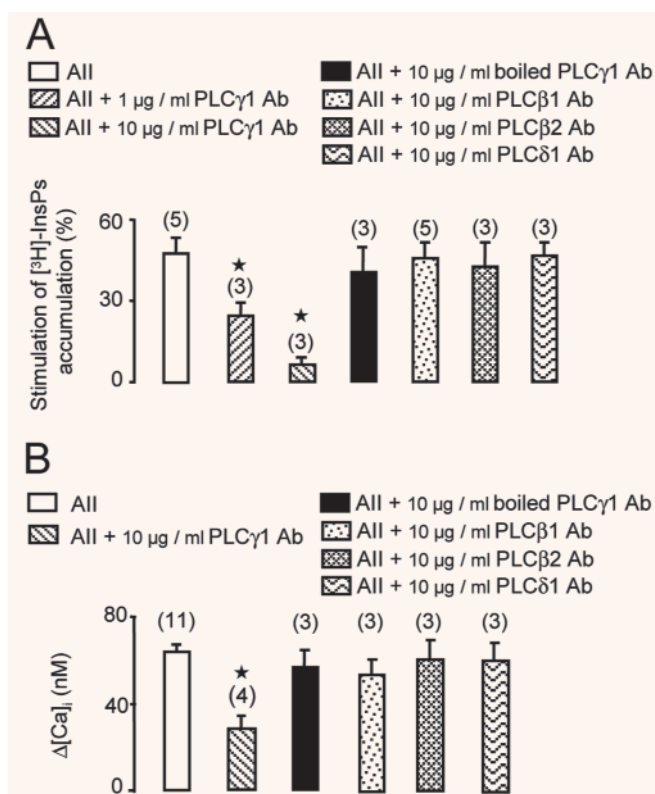 A
AII
AII + 1 µg / ml PLCγ1 Ab
AII + 10 µg / ml PLCγ1 Ab
AII + 10 µg / ml boiled PLCγ1 Ab
AII + 10 µg / ml PLCβ1 Ab
AII + 10 µg / ml PLCβ2 Ab
AII + 10 µg / ml PLCδ1 Ab
Stimulation of [³H]-InsPs
accumulation (%)
60
30
0
(5)
★
(3)
★
(3)
(3)
(5)
(3)
(3)
B
AII
AII + 10 µg / ml PLCγ1 Ab
AII + 10 µg / ml boiled PLCγ1 Ab
AII + 10 µg / ml PLCβ1 Ab
AII + 10 µg / ml PLCβ2 Ab
AII + 10 µg / ml PLCδ1 Ab
Δ[Ca]i (nM)
80
40
0
(11)
★
(4)
(3)
(3)
(3)
(3)